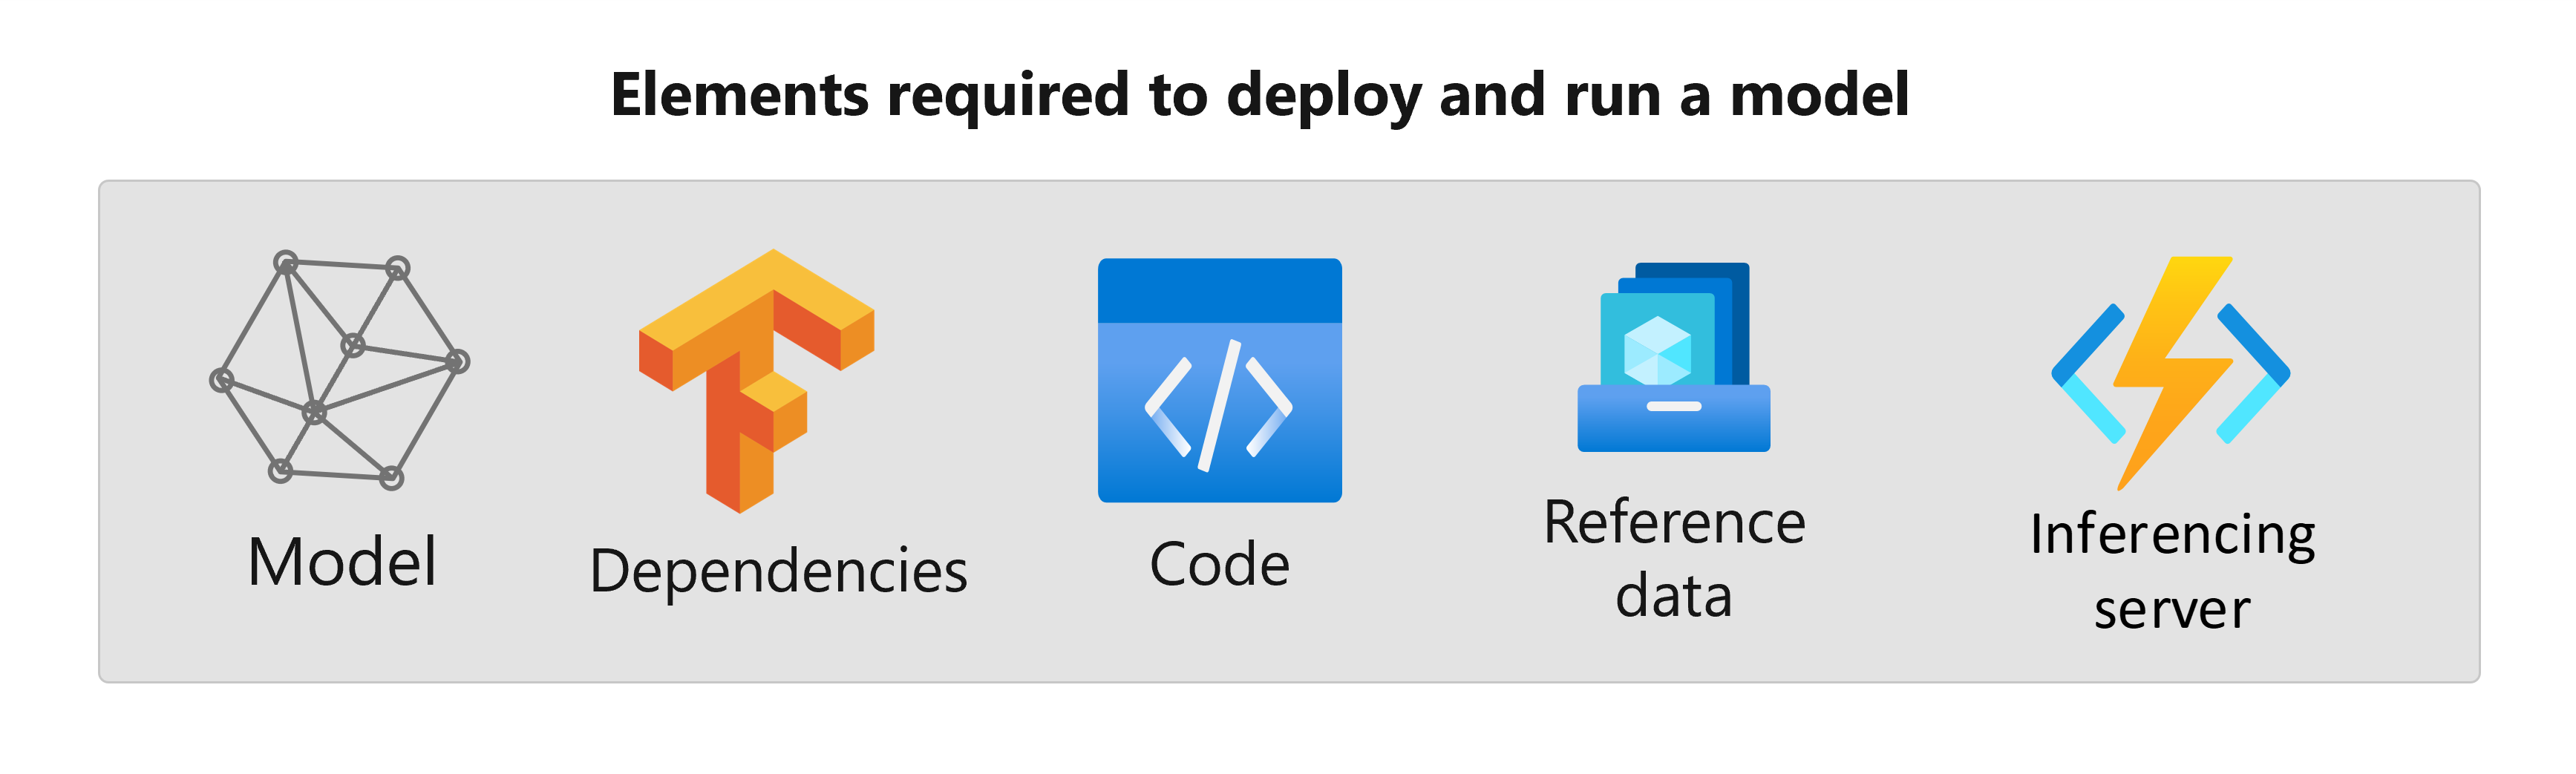 Elements required to deploy and run a model
Model
Dependencies
Code
Reference
data
Inferencing
server